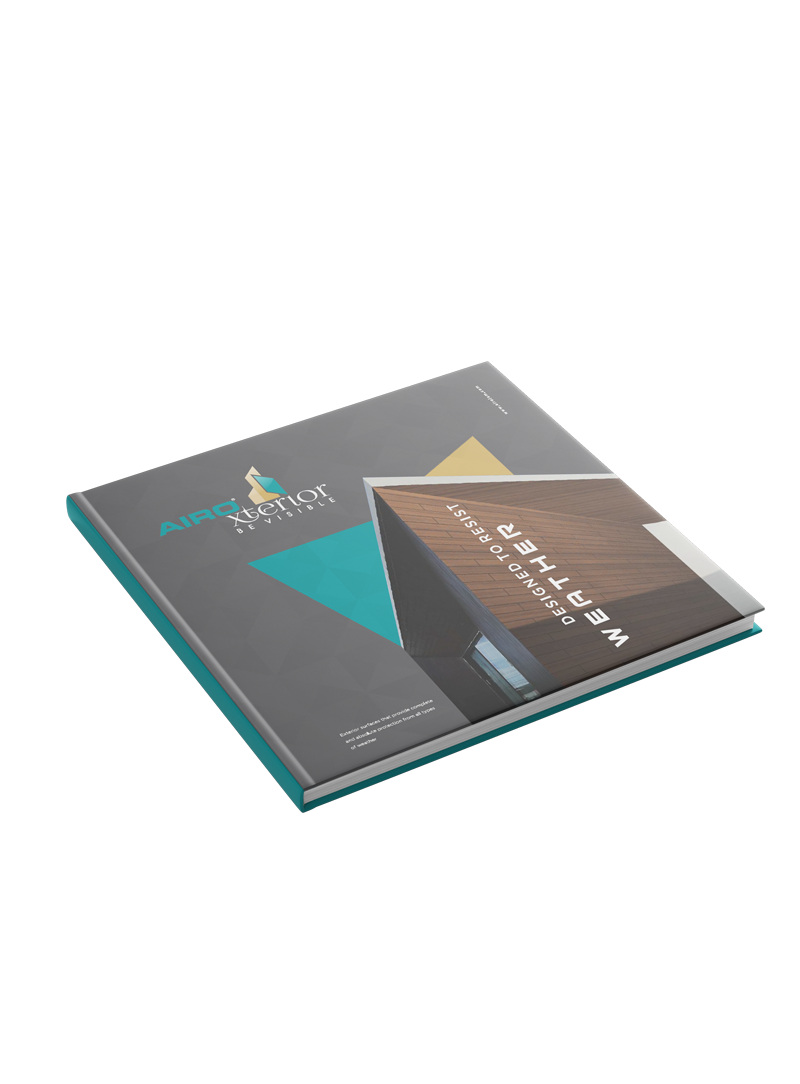 AIRO®
xterior
BE VISIBLE
DESIGNED TO RESIST
WEATHER
Exterior surfaces that provide complete
and absolute protection from all types
of weather